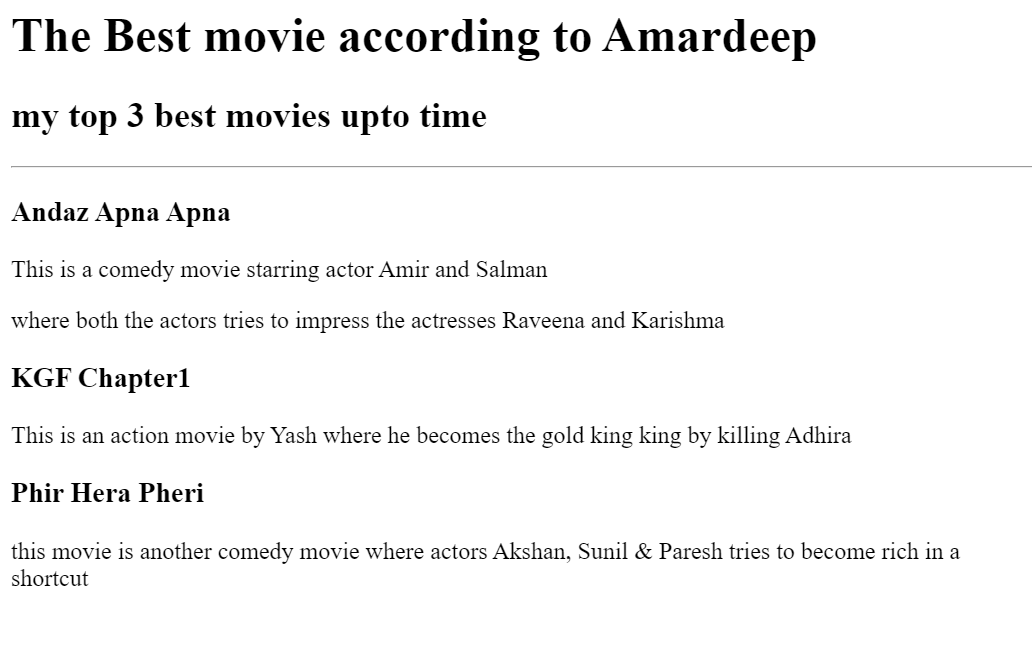 The Best movie according to Amardeep
my top 3 best movies upto time
Andaz Apna Apna
This is a comedy movie starring actor Amir and Salman
where both the actors tries to impress the actresses Raveena and Karishma
KGF Chapter1
This is an action movie by Yash where he becomes the gold king king by killing Adhira
Phir Hera Pheri
this movie is another comedy movie where actors Akshan, Sunil & Paresh tries to become rich in a
shortcut